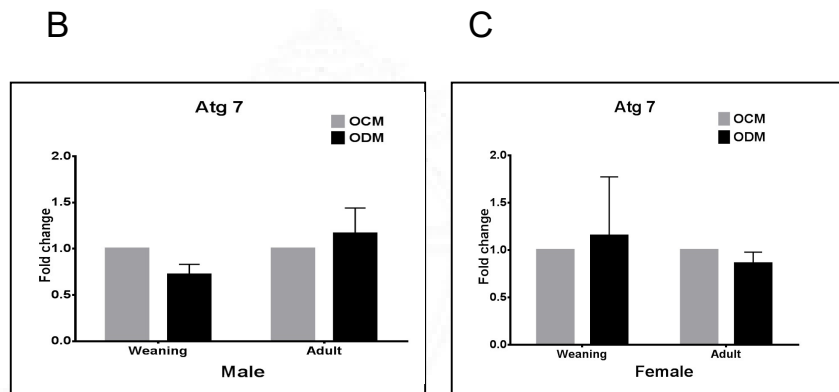 B
Atg 7
OCM
ODM
Fold change
2.0
1.5
1.0
0.5
0.0
Weaning
Adult
Male
C
Atg 7
OCM
ODM
Fold change
2.0
1.5
1.0
0.5
0.0
Weaning
Adult
Female